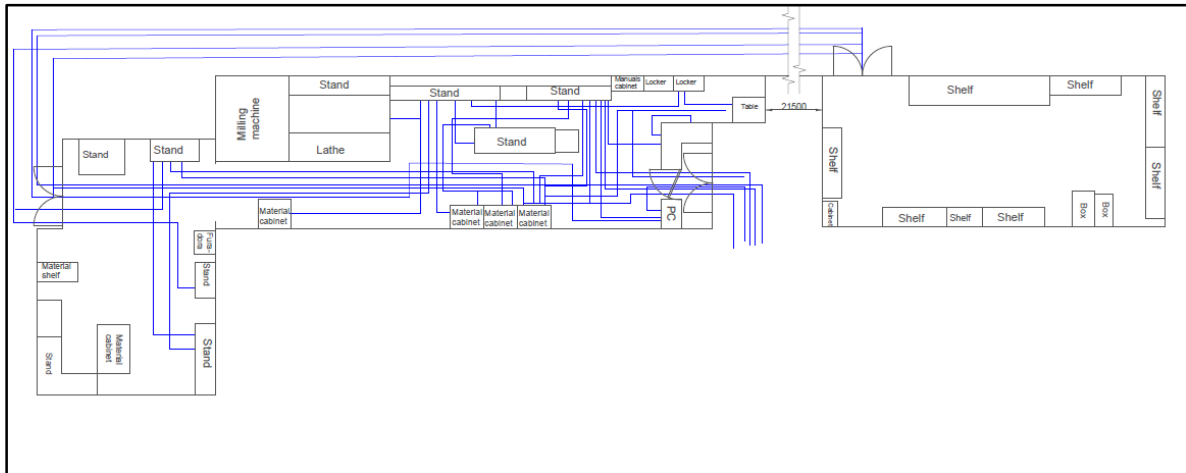 Stand
Stand
Stand
Manuals
cabinet
Locker
Locker
Table
21500
Shelf
Shelf
Shelf
Shelf
Milling
machine
Lathe
Stand
Stand
Stand
Shelf
Material
cabinet
Material
cabinet
Material
cabinet
Material
cabinet
PC
Cabinet
Shelf
Shelf
Shelf
Box
Box
Fura-
dora
Material
shelf
Stand
Stand
Material
cabinet
Stand